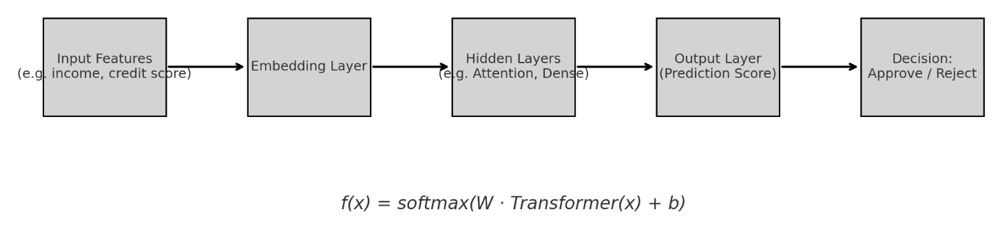 Input Features
(e.g. income, credit score)
Embedding Layer
Hidden Layers
(e.g. Attention, Dense)
Output Layer
(Prediction Score)
Decision:
Approve / Reject
f(x) = softmax(W · Transformer(x) + b)